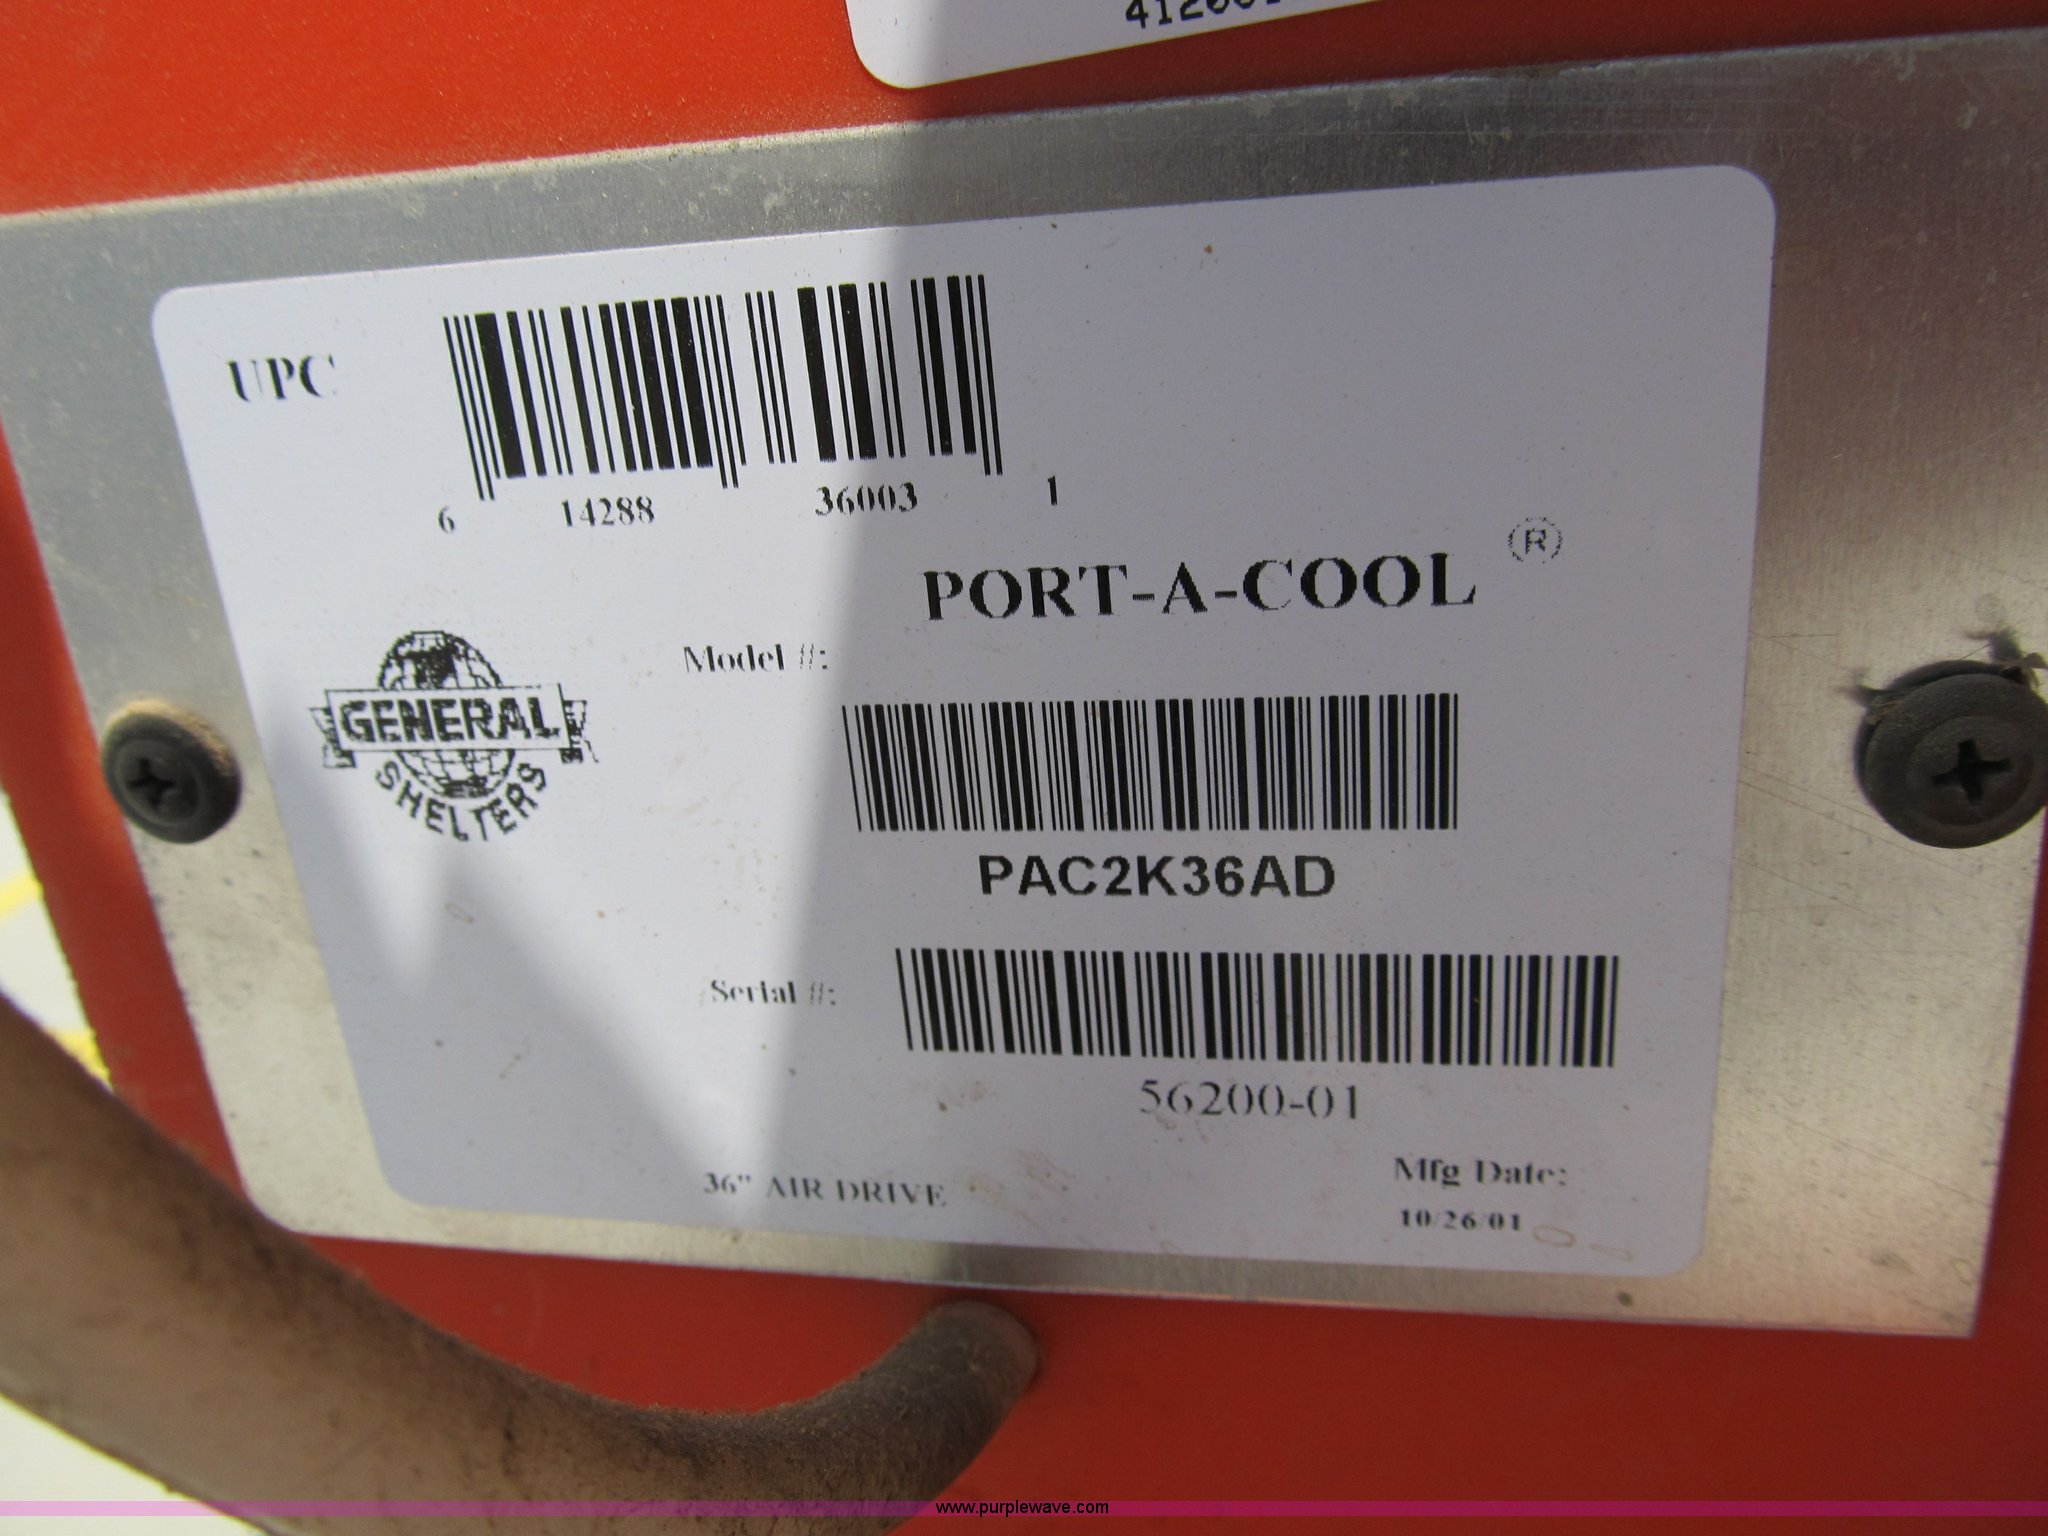 UPC
6 14288 36003 1
PORT-A-COOL ®
Model #:
GENERAL
SHELTERS
PAC2K36AD
Serial #:
56200-01
36" AIR DRIVE
Mfg Date:
10/26/01
www.purplewave.com